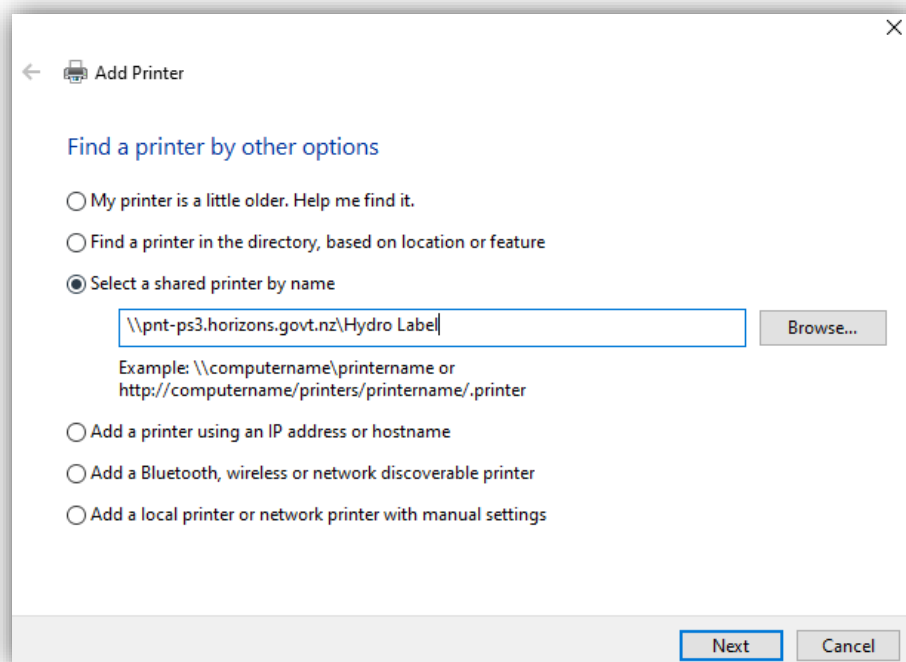 Add Printer
Find a printer by other options
My printer is a little older. Help me find it.
Find a printer in the directory, based on location or feature
Select a shared printer by name
\\pnt-ps3.horizons.govt.nz\Hydro Label
Browse...
Example: \\computername\printername or
http://computername/printers/printername/.printer
Add a printer using an IP address or hostname
Add a Bluetooth, wireless or network discoverable printer
Add a local printer or network printer with manual settings
Next
Cancel